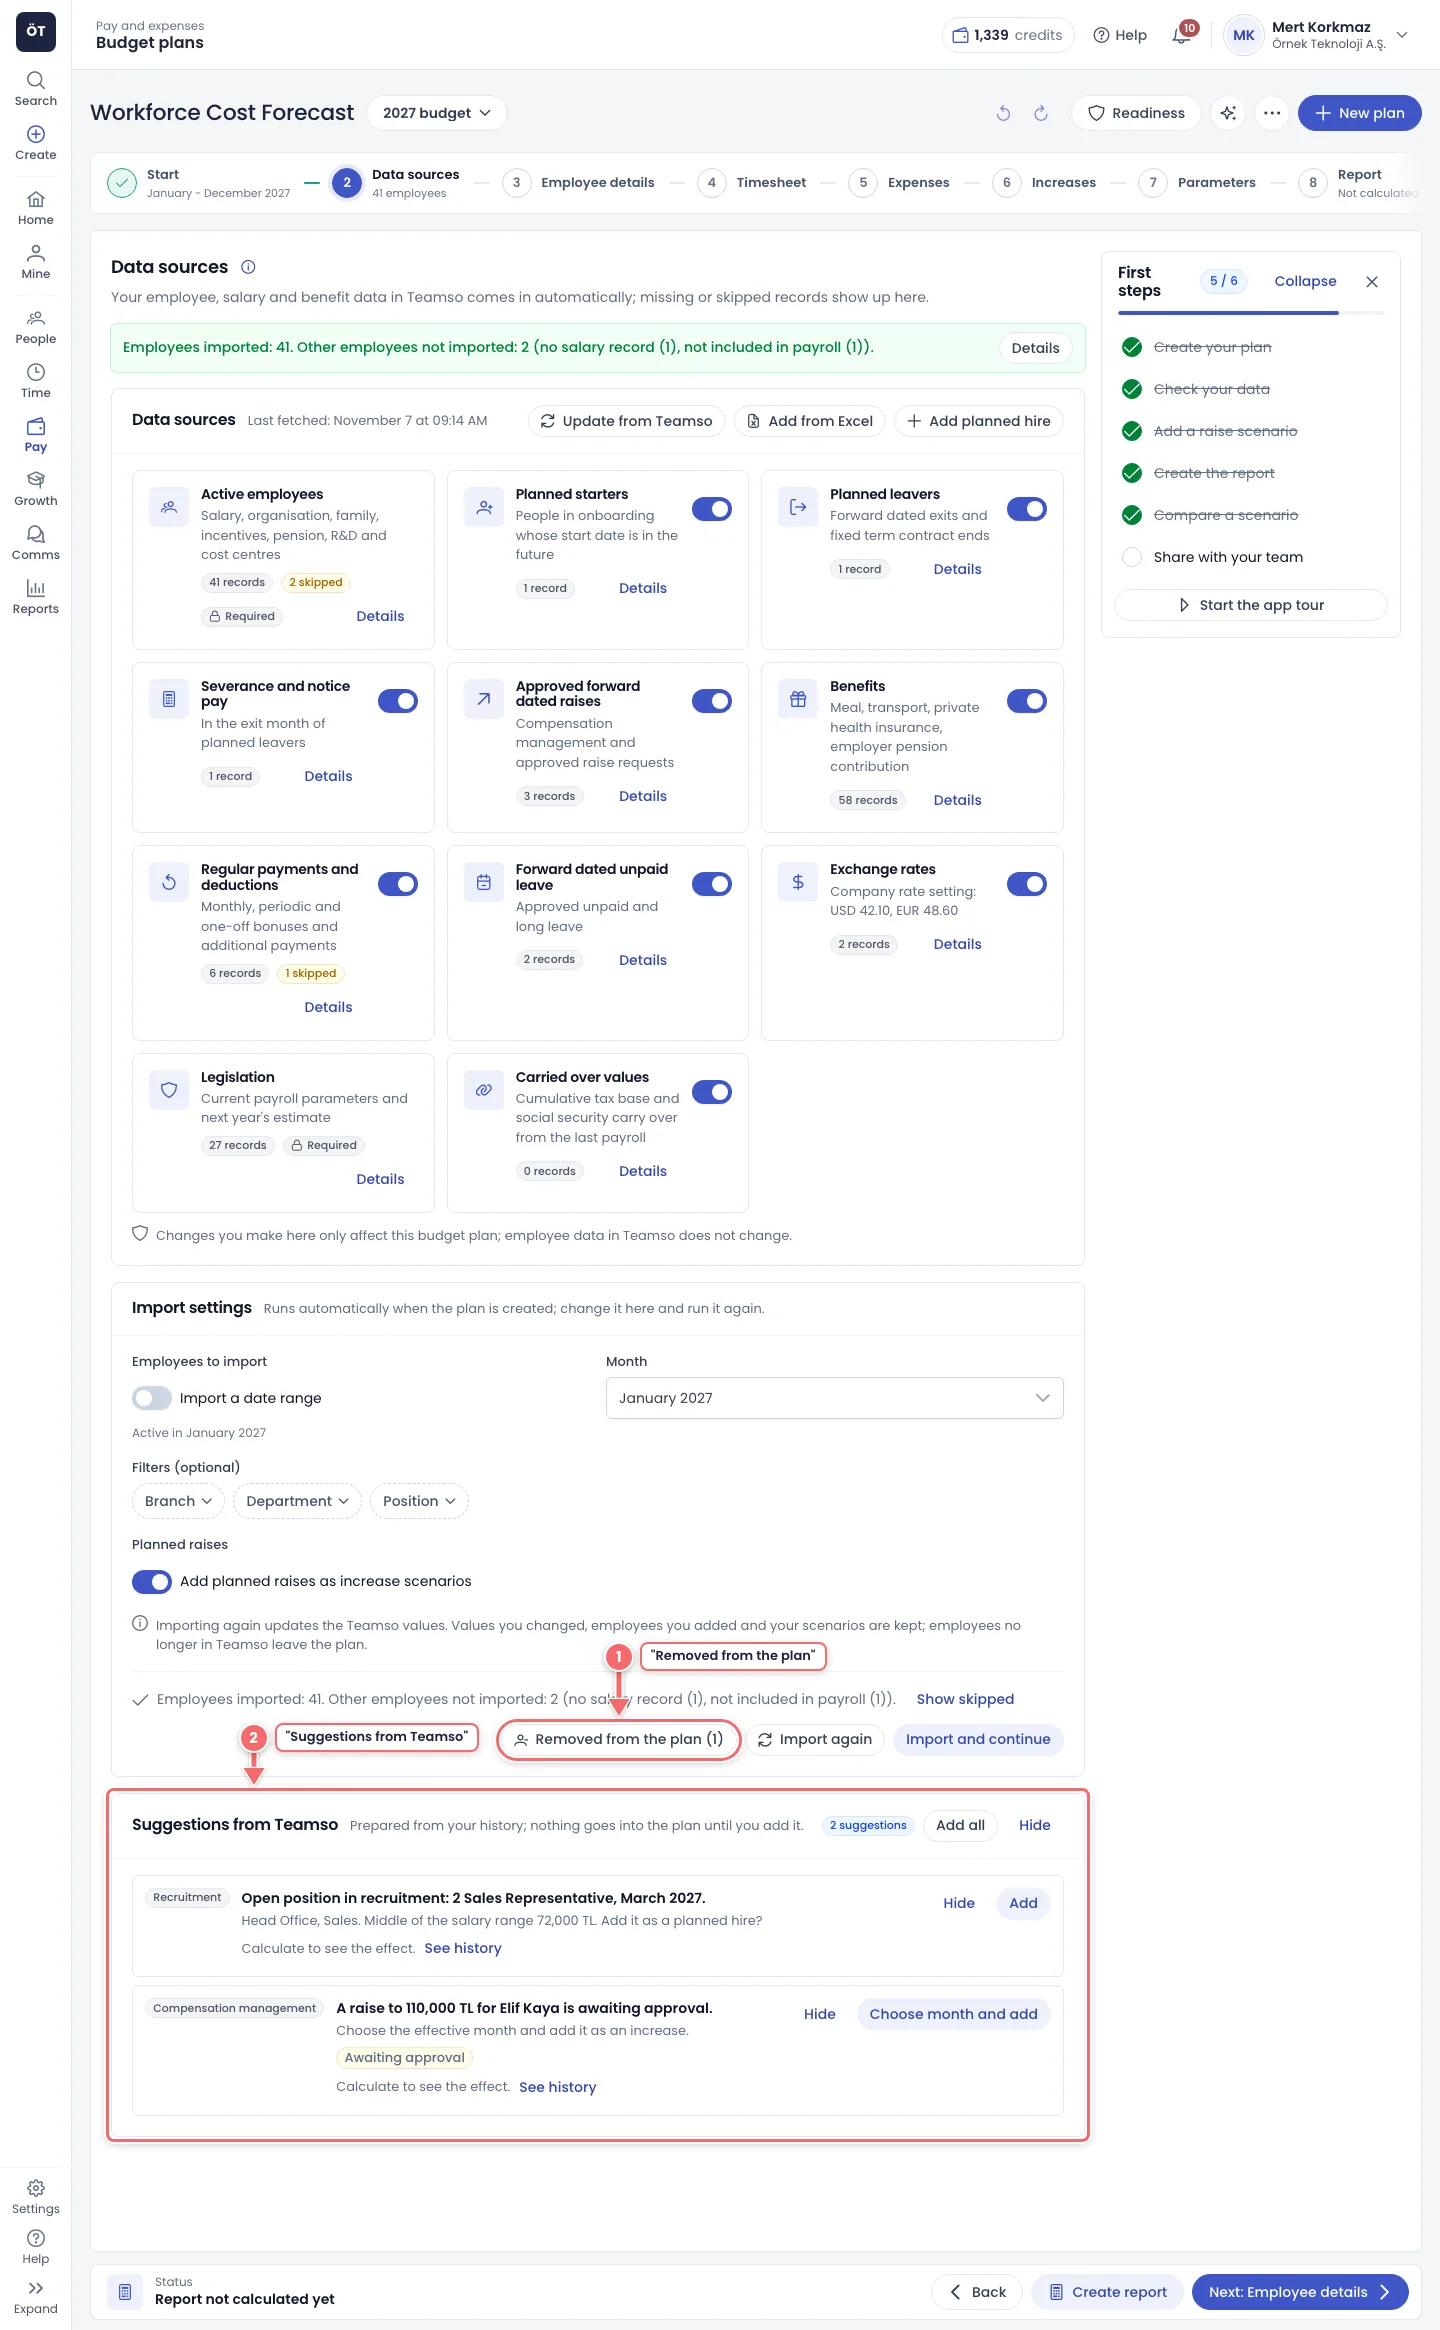 ÖT
Search
Create
Home
Mine
People
Time
Pay
Growth
Comms
Reports
Settings
Help
Expand
Pay and expenses
Budget plans
1,339 credits
Help
10
MK
Mert Korkmaz
Örnek Teknoloji A.Ş.
Workforce Cost Forecast
2027 budget
Readiness
New plan
Start
January - December 2027
2
Data sources
41 employees
3 Employee details
4 Timesheet
5 Expenses
6 Increases
7 Parameters
8
Report
Not calculated
Data sources
Your employee, salary and benefit data in Teamso comes in automatically; missing or skipped records show up here.
Employees imported: 41. Other employees not imported: 2 (no salary record (1), not included in payroll (1)).
Details
Data sources Last fetched: November 7 at 09:14 AM
Update from Teamso
Add from Excel
Add planned hire
Active employees
Salary, organisation, family,
incentives, pension, R&D and
cost centres
41 records 2 skipped
Required
Details
Planned starters
People in onboarding
whose start date is in the
future
1 record
Details
Planned leavers
Forward dated exits and
fixed term contract ends
1 record
Details
Severance and notice
pay
In the exit month of
planned leavers
1 record
Details
Approved forward
dated raises
Compensation
management and
approved raise requests
3 records
Details
Benefits
Meal, transport, private
health insurance,
employer pension
contribution
58 records
Details
Regular payments and
deductions
Monthly, periodic and
one-off bonuses and
additional payments
6 records 1 skipped
Details
Forward dated unpaid
leave
Approved unpaid and
long leave
2 records
Details
Exchange rates
Company rate setting:
USD 42.10, EUR 48.60
2 records
Details
Legislation
Current payroll parameters and
next year's estimate
27 records Required
Details
Carried over values
Cumulative tax base and
social security carry over
from the last payroll
0 records
Details
Changes you make here only affect this budget plan; employee data in Teamso does not change.
Import settings Runs automatically when the plan is created; change it here and run it again.
Employees to import
Import a date range
Active in January 2027
Month
January 2027
Filters (optional)
Branch
Department
Position
Planned raises
Add planned raises as increase scenarios
Importing again updates the Teamso values. Values you changed, employees you added and your scenarios are kept; employees no
longer in Teamso leave the plan.
1 "Removed from the plan"
Employees imported: 41. Other employees not imported: 2 (no salary record (1), not included in payroll (1)). Show skipped
2 "Suggestions from Teamso"
Removed from the plan (1)
Import again
Import and continue
Suggestions from Teamso Prepared from your history; nothing goes into the plan until you add it.
2 suggestions
Add all
Hide
Recruitment
Open position in recruitment: 2 Sales Representative, March 2027.
Head Office, Sales. Middle of the salary range 72,000 TL. Add it as a planned hire?
Calculate to see the effect. See history
Hide
Add
Compensation management
A raise to 110,000 TL for Elif Kaya is awaiting approval.
Choose the effective month and add it as an increase.
Awaiting approval
Calculate to see the effect. See history
Hide
Choose month and add
First
steps
5 / 6
Collapse
Create your plan
Check your data
Add a raise scenario
Create the report
Compare a scenario
Share with your team
Start the app tour
Status
Report not calculated yet
Back
Create report
Next: Employee details